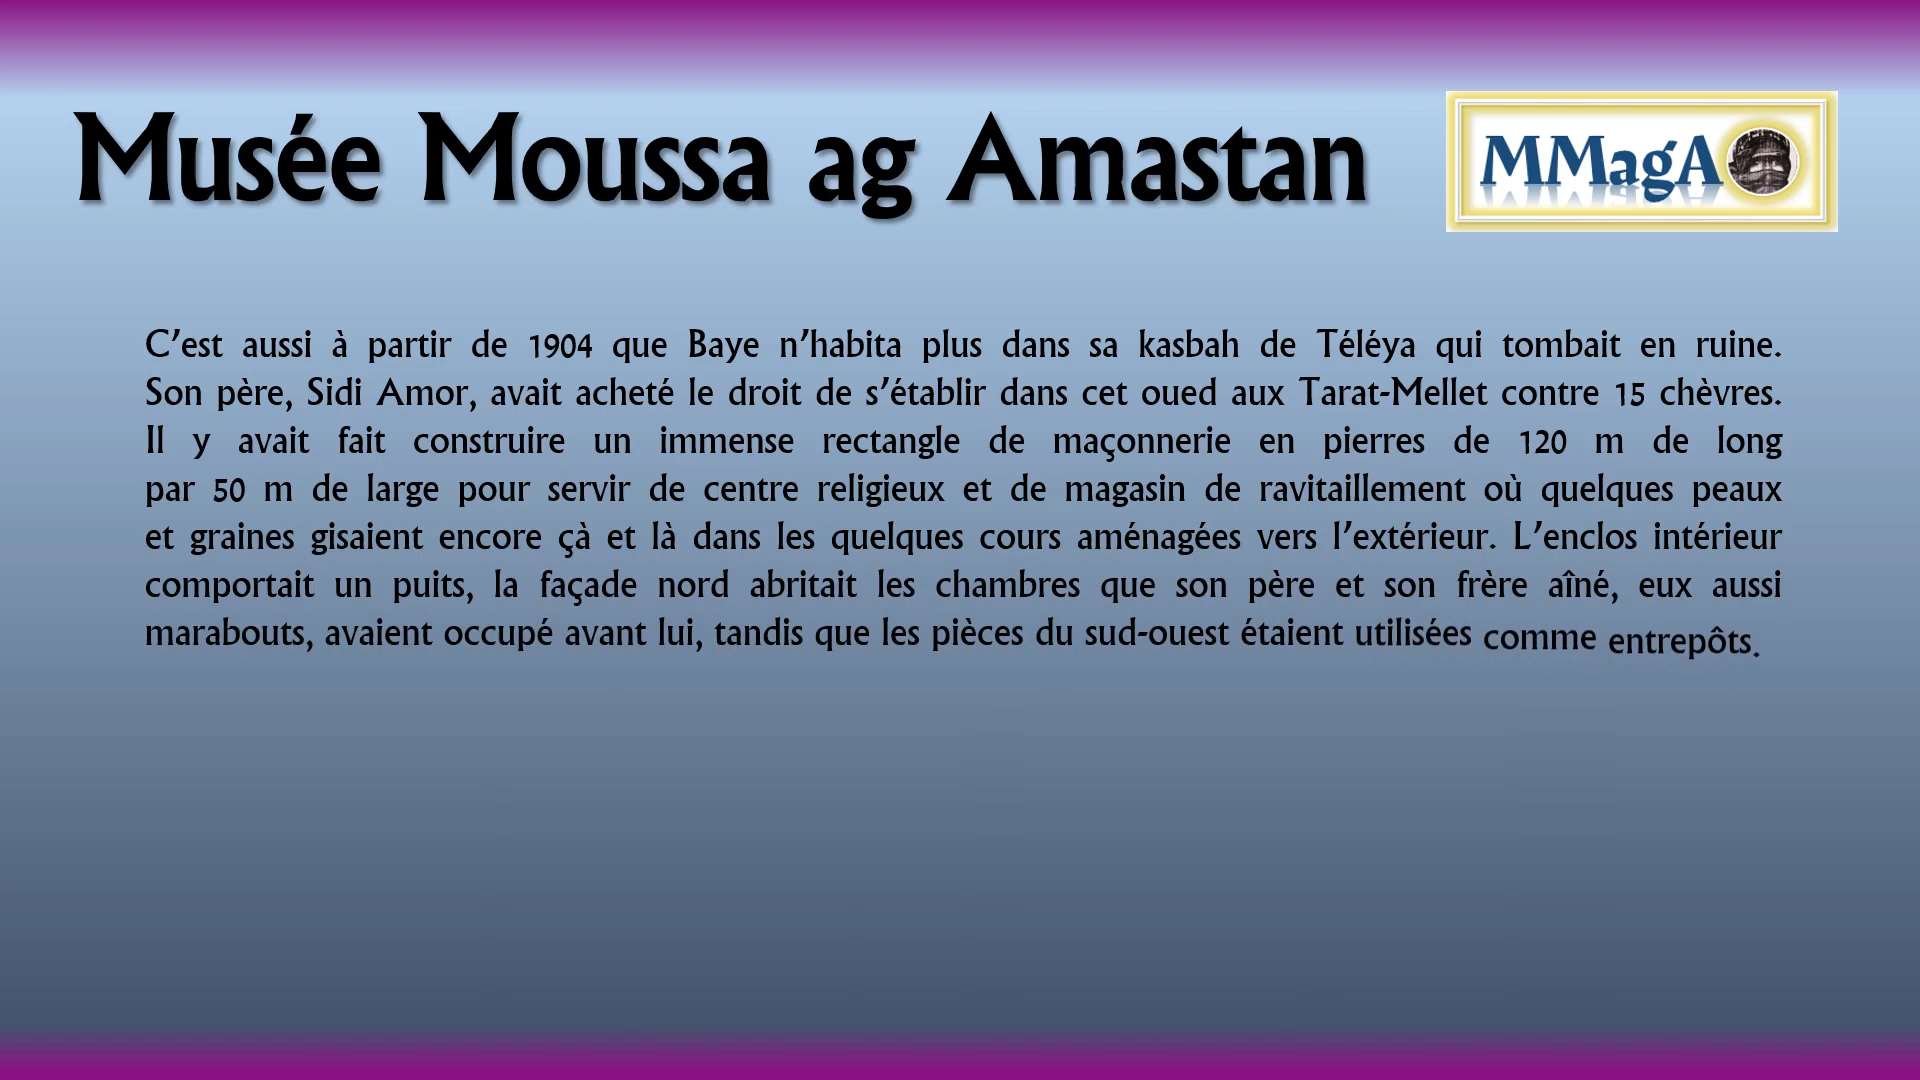 Musée Moussa ag Amastan
MMagA
C’est aussi à partir de 1904 que Baye n’habita plus dans sa kasbah de Téléya qui tombait en ruine.
Son père, Sidi Amor, avait acheté le droit de s’établir dans cet oued aux Tarat-Mellet contre 15 chèvres.
Il y avait fait construire un immense rectangle de maçonnerie en pierres de 120 m de long
par 50 m de large pour servir de centre religieux et de magasin de ravitaillement où quelques peaux
et graines gisaient encore çà et là dans les quelques cours aménagées vers l’extérieur. L’enclos intérieur
comportait un puits, la façade nord abritait les chambres que son père et son frère aîné, eux aussi
marabouts, avaient occupé avant lui, tandis que les pièces du sud-ouest étaient utilisées comme entrepôts.